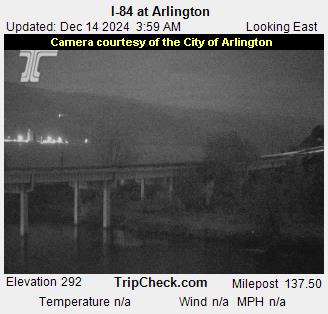 I-84 at Arlington
Updated: Dec 14 2024 3:59 AM Looking East
Camera courtesy of the City of Arlington
Elevation 292 TripCheck.com Milepost 137.50
Temperature n/a Wind n/a MPH n/a